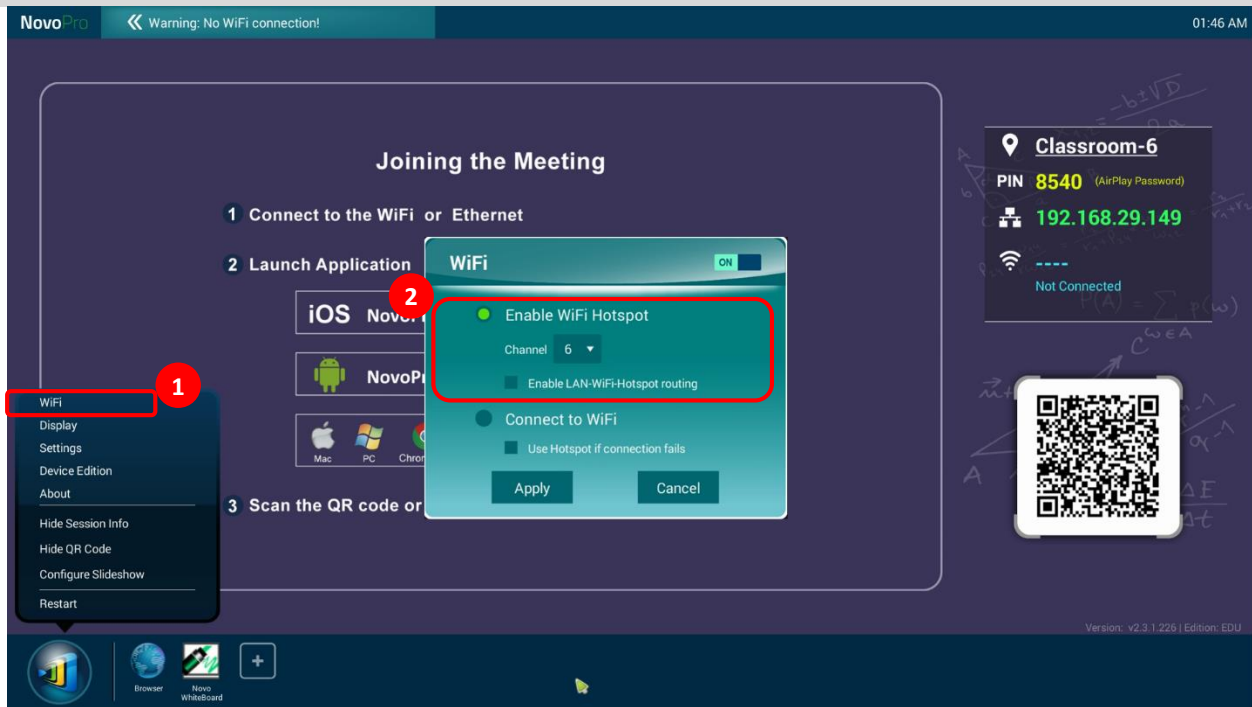 NovoPro
Warning: No WiFi connection!
01:46 AM
Joining the Meeting
1 Connect to the WiFi or Ethernet
2 Launch Application
iOS
Mac PC
3 Scan the QR code or
WiFi
ON
2
Enable WiFi Hotspot
Channel 6
Enable LAN-WiFi-Hotspot routing
Connect to WiFi
Use Hotspot if connection fails
Apply Cancel
Classroom-6
PIN 8540 (AirPlay Password)
192.168.29.149
----
Not Connected
1
WiFi
Display
Settings
Device Edition
About
Hide Session Info
Hide QR Code
Configure Slideshow
Restart
Version: v2.3.1.226 | Edition: EDU
Browser
Novo
WhiteBoard